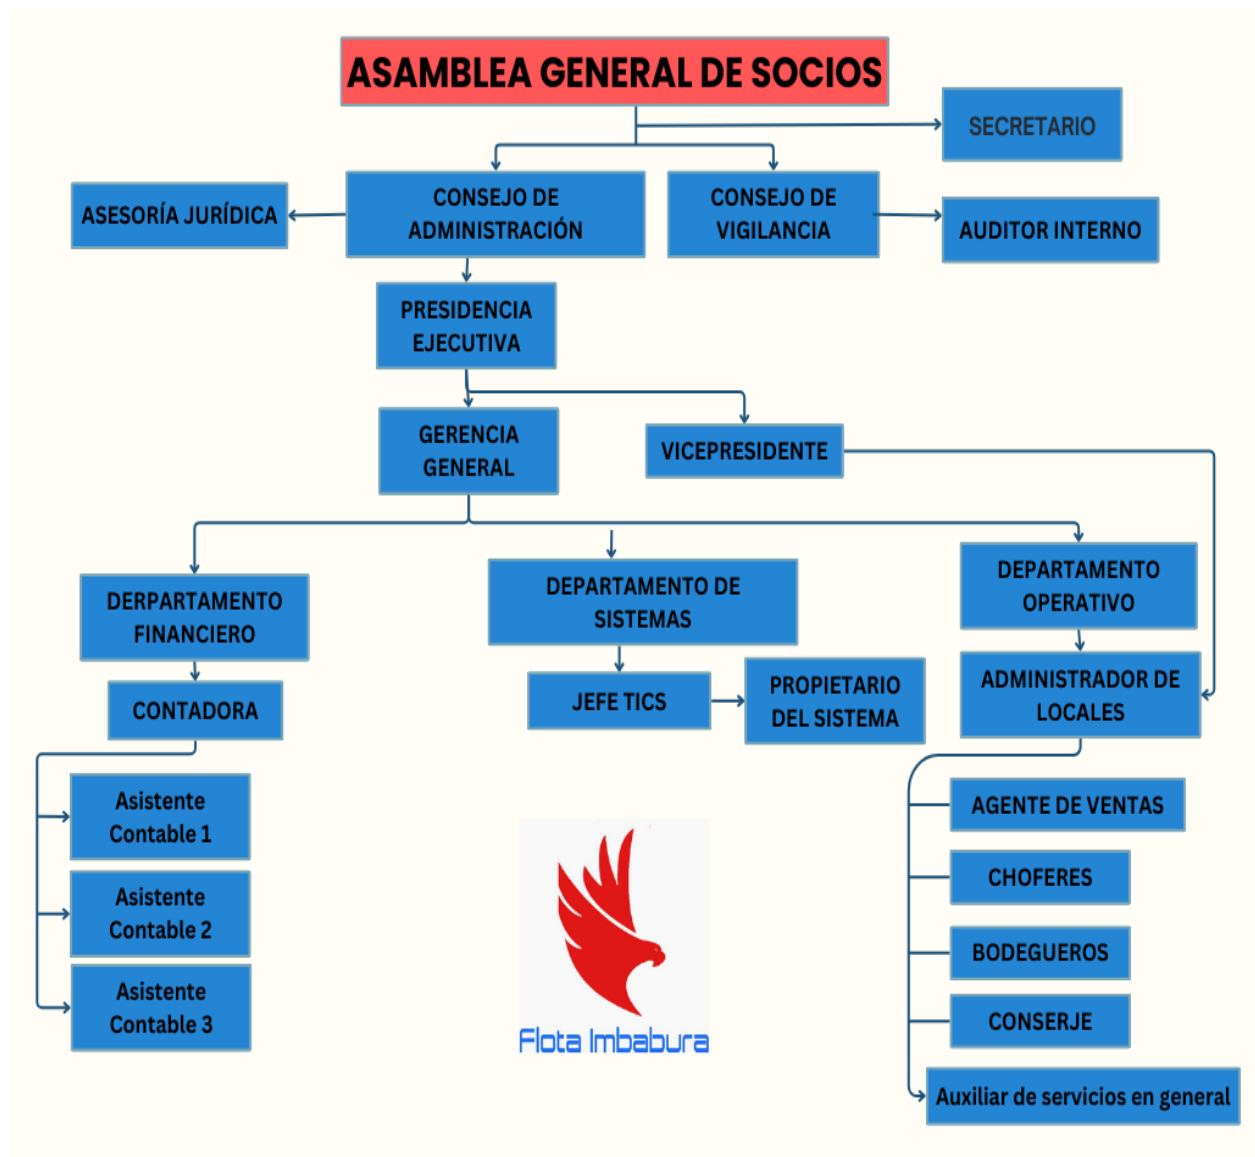 ASAMBLEA GENERAL DE SOCIOS
SECRETARIO
ASESORÍA JURÍDICA
CONSEJO DE
ADMINISTRACIÓN
CONSEJO DE
VIGILANCIA
AUDITOR INTERNO
PRESIDENCIA
EJECUTIVA
GERENCIA
GENERAL
VICEPRESIDENTE
DERPARTAMENTO
FINANCIERO
DEPARTAMENTO DE
SISTEMAS
DEPARTAMENTO
OPERATIVO
CONTADORA
JEFE TICS
PROPIETARIO
DEL SISTEMA
ADMINISTRADOR DE
LOCALES
Asistente
Contable 1
Asistente
Contable 2
Asistente
Contable 3
AGENTE DE VENTAS
CHOFERES
BODEGUEROS
CONSERJE
Auxiliar de servicios en general
Flota Imbabura